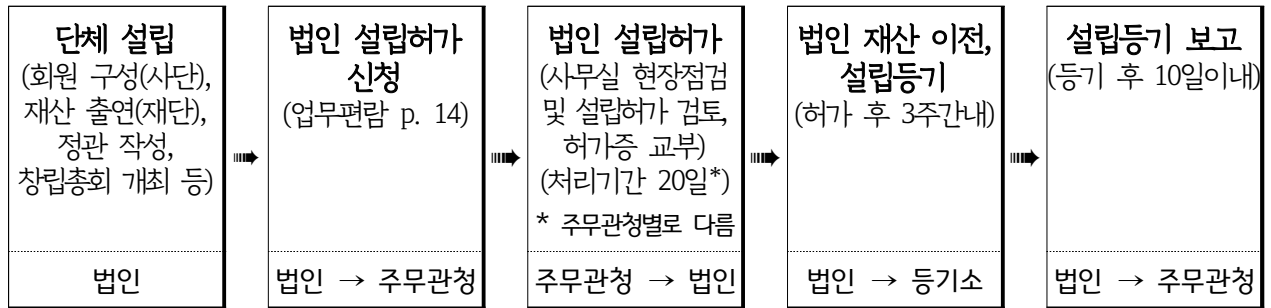 단체 설립
(회원 구성(사단),
재산 출연(재단),
정관 작성,
창립총회 개최 등)
법인
➠
법인 설립허가
신청
(업무편람 p. 14)
법인 → 주무관청
➠
법인 설립허가
(사무실 현장점검
및 설립허가 검토,
허가증 교부)
(처리기간 20일*)
* 주무관청별로 다름
주무관청 → 법인
➠
법인 재산 이전,
설립등기
(허가 후 3주간내)
법인 → 등기소
➠
설립등기 보고
(등기 후 10일이내)
법인 → 주무관청